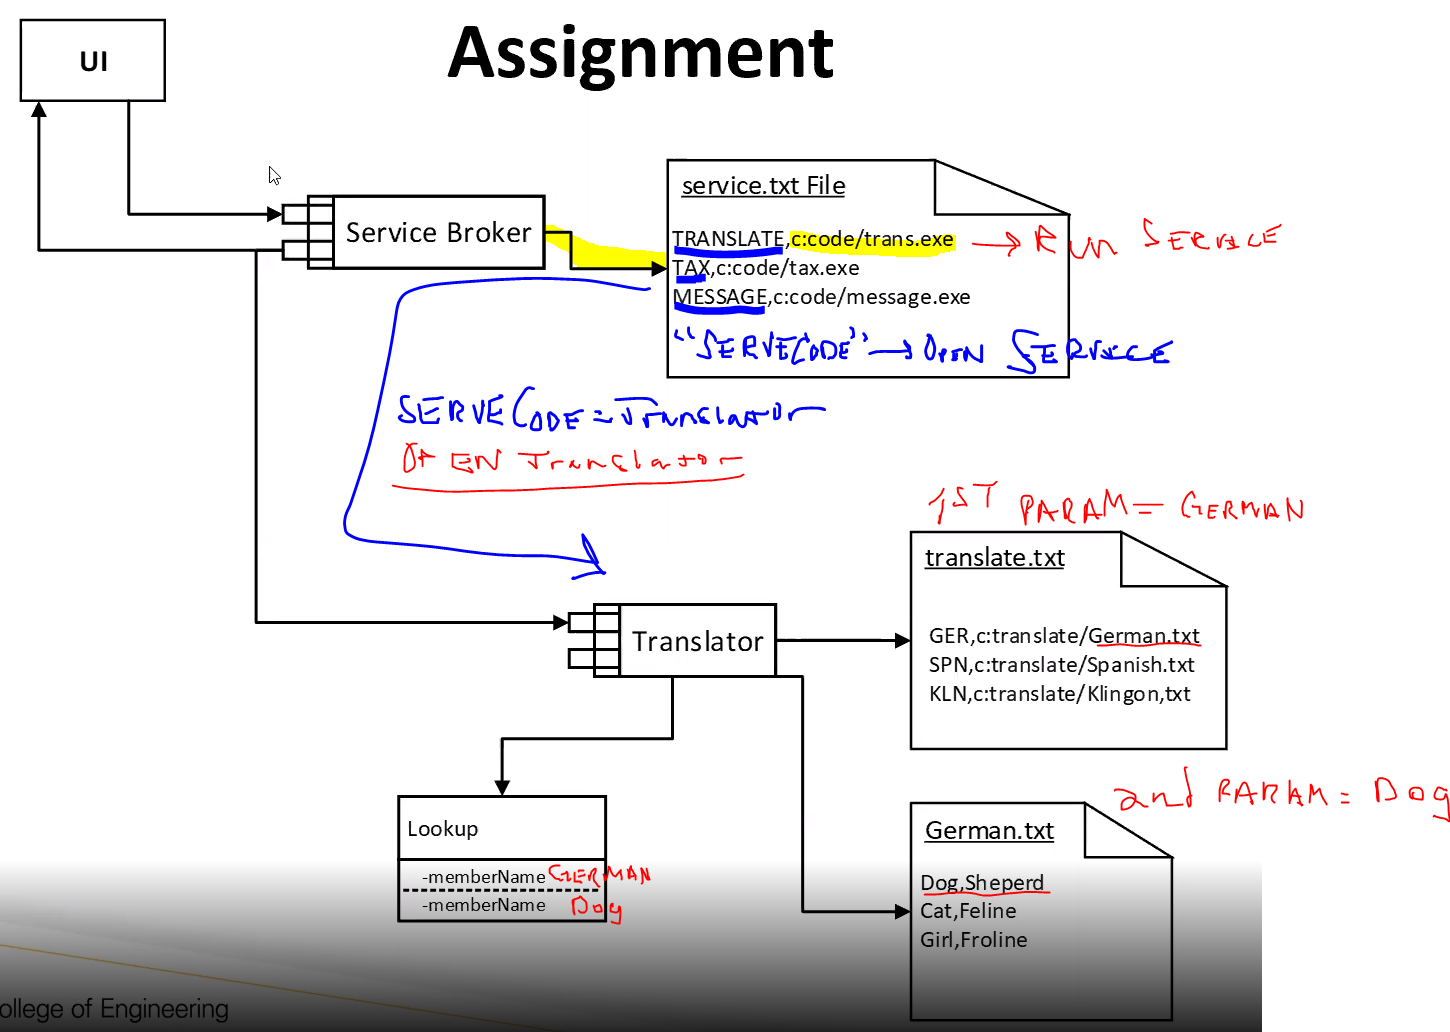 Assignment
UI
Service Broker
service.txt File
TRANSLATE,c:code/trans.exe → RUN SERVICE
TAX,c:code/tax.exe
MESSAGE,c:code/message.exe
"SERVECODE" → OPEN SERVICE
SERVECODE = Translator
OPEN Translator
1ST PARAM = GERMAN
translate.txt
GER,c:translate/German.txt
SPN,c:translate/Spanish.txt
KLN,c:translate/Klingon,txt
Translator
2nd PARAM = Dog
Lookup
-memberName GERMAN
-memberName Dog
German.txt
Dog,Sheperd
Cat,Feline
Girl,Froline
ollege of Engineering